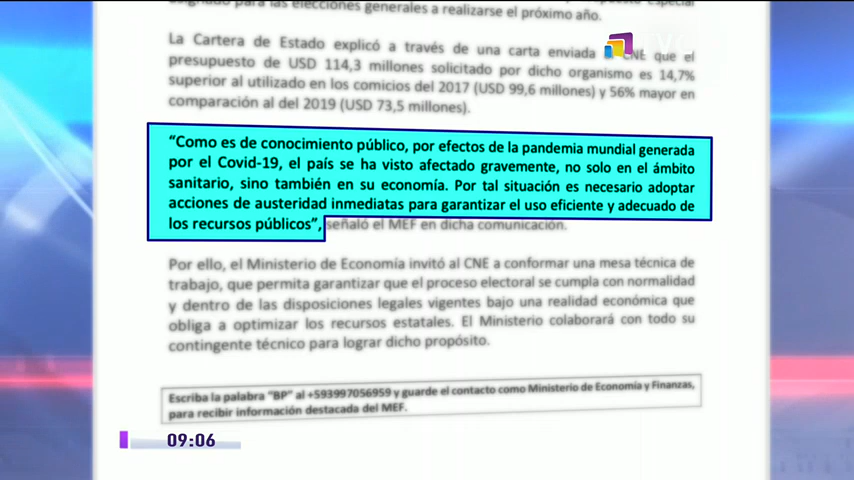 para las elecciones generales a realizarse el próximo año.
La Cartera de Estado explicó a través de una carta enviada CNE que el
presupuesto de USD 114,3 millones solicitado por dicho organismo es 14,7%
superior al utilizado en los comicios del 2017 (USD 99,6 millones) y 56% mayor en
comparación al del 2019 (USD 73,5 millones).
“Como es de conocimiento público, por efectos de la pandemia mundial generada
por el Covid-19, el país se ha visto afectado gravemente, no solo en el ámbito
sanitario, sino también en su economía. Por tal situación es necesario adoptar
acciones de austeridad inmediatas para garantizar el uso eficiente y adecuado de
los recursos públicos”, señaló el MEF en dicha comunicación.
Por ello, el Ministerio de Economía invitó al CNE a conformar una mesa técnica de
trabajo, que permita garantizar que el proceso electoral se cumpla con normalidad
y dentro de las disposiciones legales vigentes bajo una realidad económica que
obliga a optimizar los recursos estatales. El Ministerio colaborará con todo su
contingente técnico para lograr dicho propósito.
Escriba la palabra “BP” al +593997056959 y guarde el contacto como Ministerio de Economía y Finanzas,
para recibir información destacada del MEF.
09:06